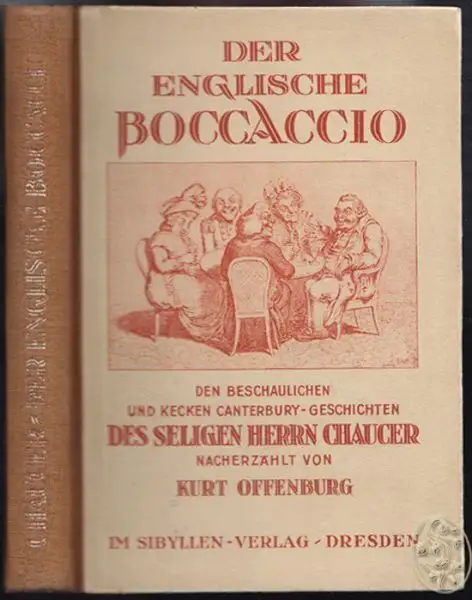 CHAUCER - DER ENGLISCHE BOCCACCIO
DER
ENGLISCHE
BOCCACCIO
DEN BESCHAULICHEN
UND KECKEN CANTERBURY-GESCHICHTEN
DES SELIGEN HERRN CHAUCER
NACHERZÄHLT VON
KURT OFFENBURG
IM SIBYLLEN-VERLAG - DRESDEN